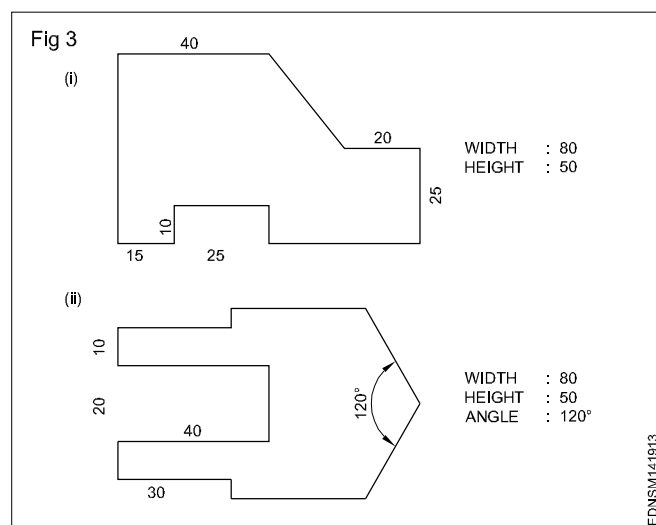 Fig 3
(i)
40
20
25
10
15
25
WIDTH : 80
HEIGHT : 50
(ii)
10
20
40
30
120°
WIDTH : 80
HEIGHT : 50
ANGLE : 120°
FDNSM141913